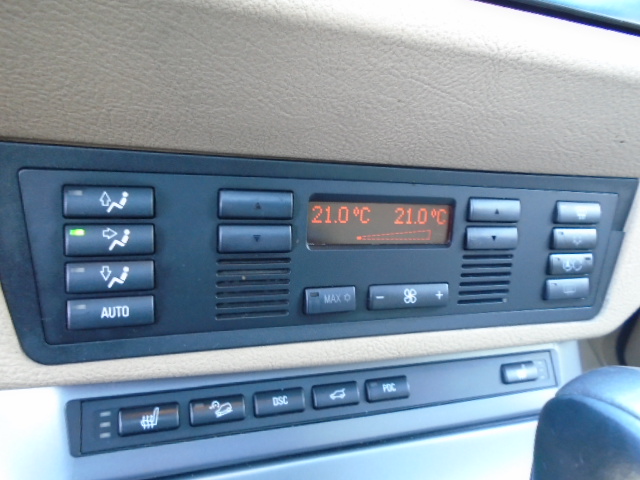 21.0°C 21.0°C
MAX
- +
AUTO
DSC
PDC